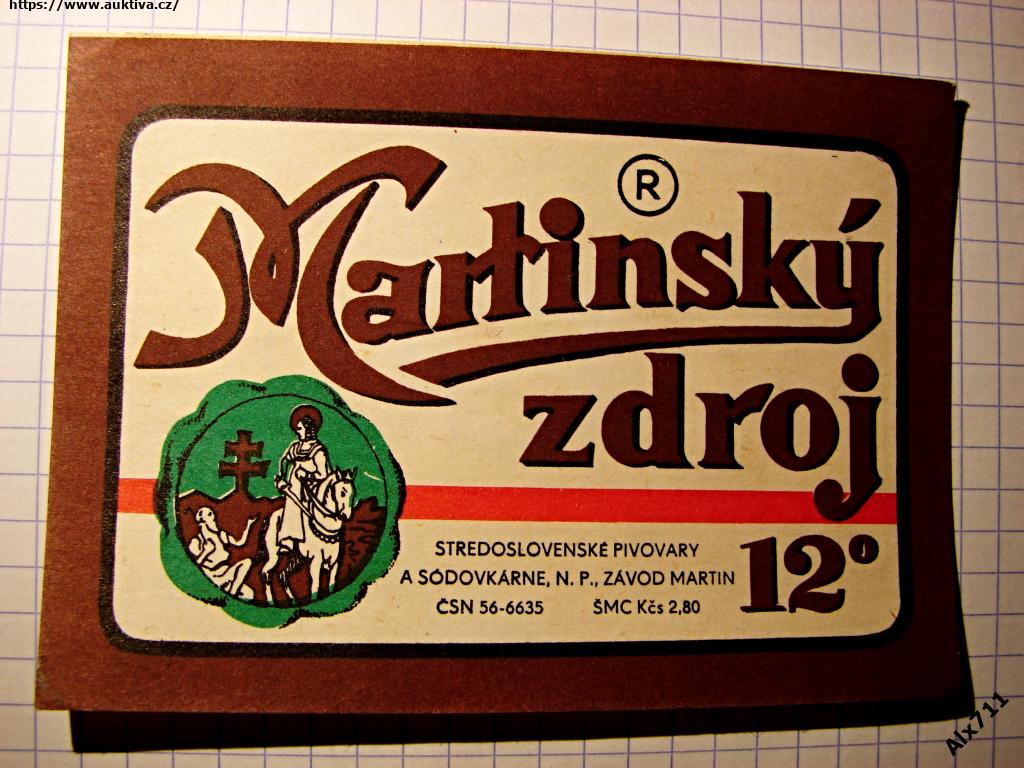 https://www.auktiva.cz/
®
Martinský
zdroj
STREDOSLOVENSKÉ PIVOVARY
A SÓDOVKÁRNE, N. P., ZÁVOD MARTIN
ČSN 56-6635 ŠMC Kčs 2,80
12°
Alx711